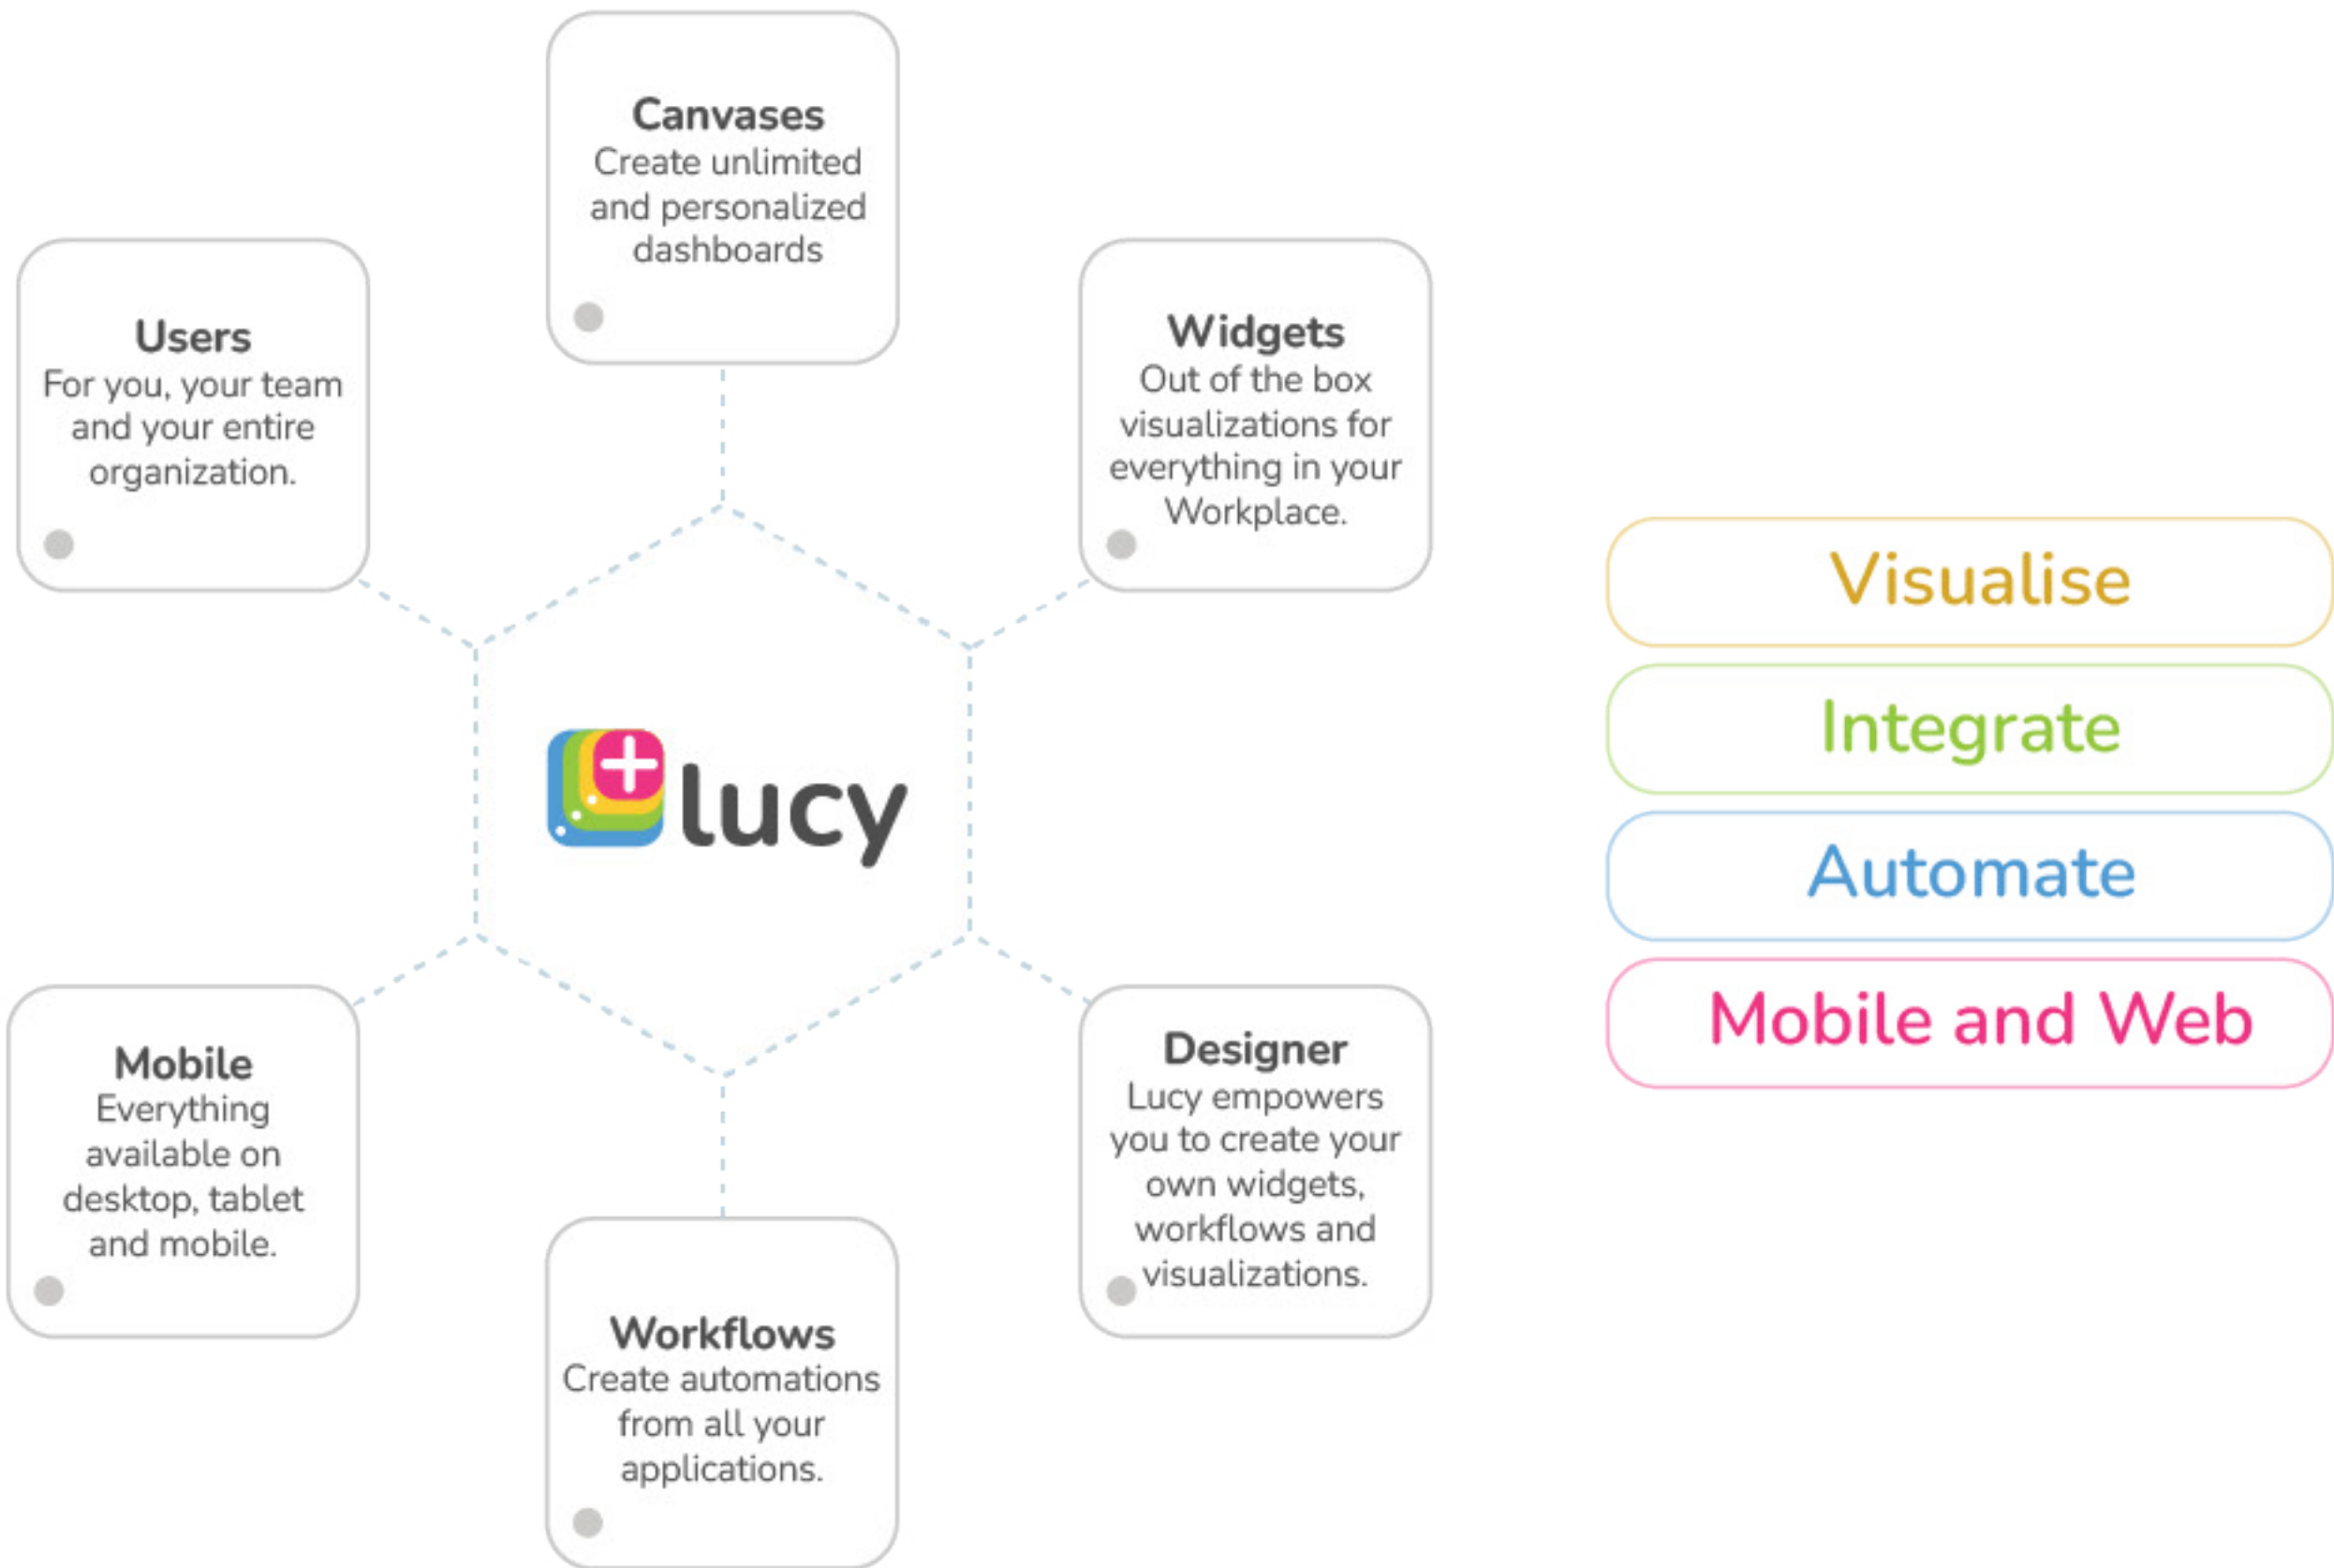 Canvases
Create unlimited
and personalized
dashboards
Users
For you, your team
and your entire
organization.
Widgets
Out of the box
visualizations for
everything in your
Workplace.
lucy
Mobile
Everything
available on
desktop, tablet
and mobile.
Designer
Lucy empowers
you to create your
own widgets,
workflows and
visualizations.
Workflows
Create automations
from all your
applications.
Visualise
Integrate
Automate
Mobile and Web